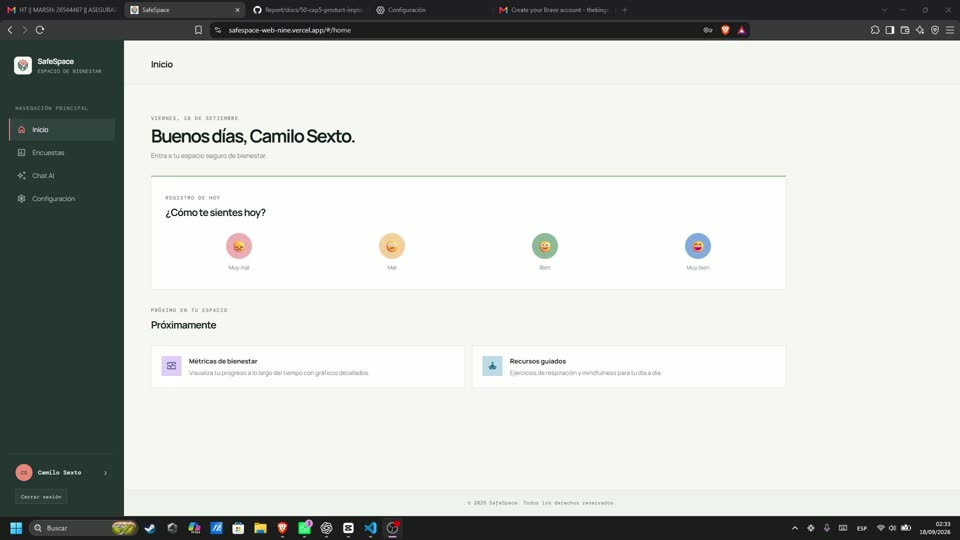 HT || MARSH: 26544467 || ASEGURA
SafeSpace
Report/docs/50-cap5-product-impl
Configuración
Create your Brave account - theking
safespace-web-nine.vercel.app/#/home
SafeSpace
ESPACIO DE BIENESTAR
NAVEGACIÓN PRINCIPAL
Inicio
Encuestas
Chat AI
Configuración
CS
Camilo Sexto
Cerrar sesión
Inicio
VIERNES, 18 DE SETIEMBRE
Buenos días, Camilo Sexto.
Entra a tu espacio seguro de bienestar.
REGISTRO DE HOY
¿Cómo te sientes hoy?
Muy mal
Mal
Bien
Muy bien
PRÓXIMO EN TU ESPACIO
Próximamente
Métricas de bienestar
Visualiza tu progreso a lo largo del tiempo con gráficos detallados.
Recursos guiados
Ejercicios de respiración y mindfulness para tu día a día.
© 2026 SafeSpace. Todos los derechos reservados.
Buscar
ESP
02:33
18/09/2026